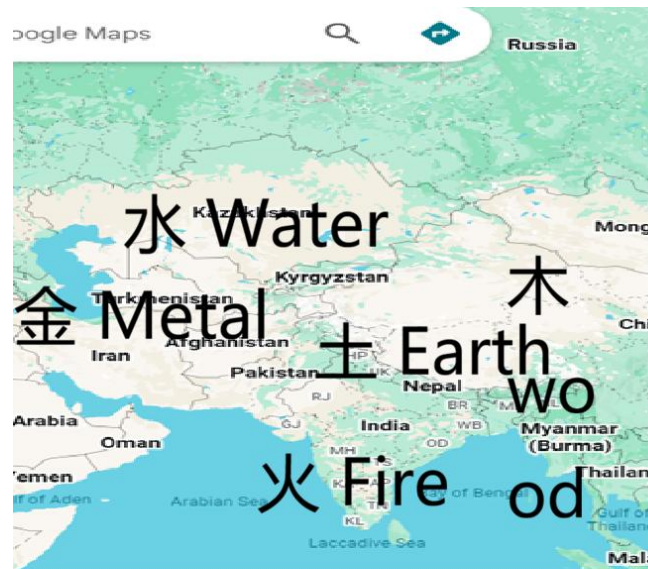 oogle Maps
Russia
水 Water
Kazakhstan
Mong
Kyrgyzstan
木
金 Metal
Turkmenistan
Chi
Afghanistan
土 Earth
Iran
HP
Pakistan
UK
Nepal
wo
RJ
BR
Arabia
GJ
India
WB
Myanmar
(Burma)
Oman
MH
OD
火 Fire
Thailan
od
emen
lf of Aden
Arabian Sea
Bay of Bengal
TN
KL
Gulf of
Thailand
Laccadive Sea
Mala